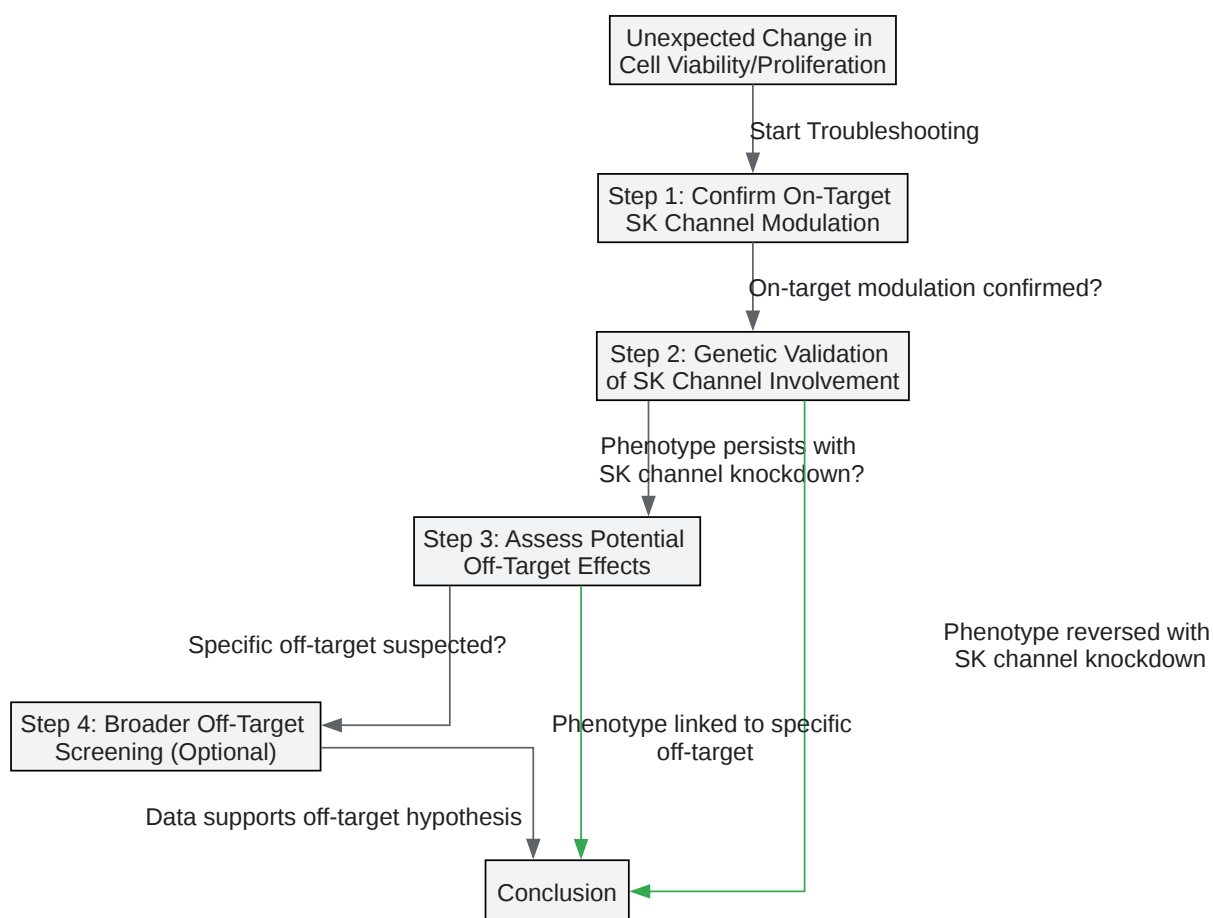 Unexpected Change in
Cell Viability/Proliferation
Start Troubleshooting
Step 1: Confirm On-Target
SK Channel Modulation
On-target modulation confirmed?
Step 2: Genetic Validation
of SK Channel Involvement
Phenotype persists with
SK channel knockdown?
Step 3: Assess Potential
Off-Target Effects
Specific off-target suspected?
Phenotype reversed with
SK channel knockdown
Step 4: Broader Off-Target
Screening (Optional)
Phenotype linked to specific
off-target
Data supports off-target hypothesis
Conclusion